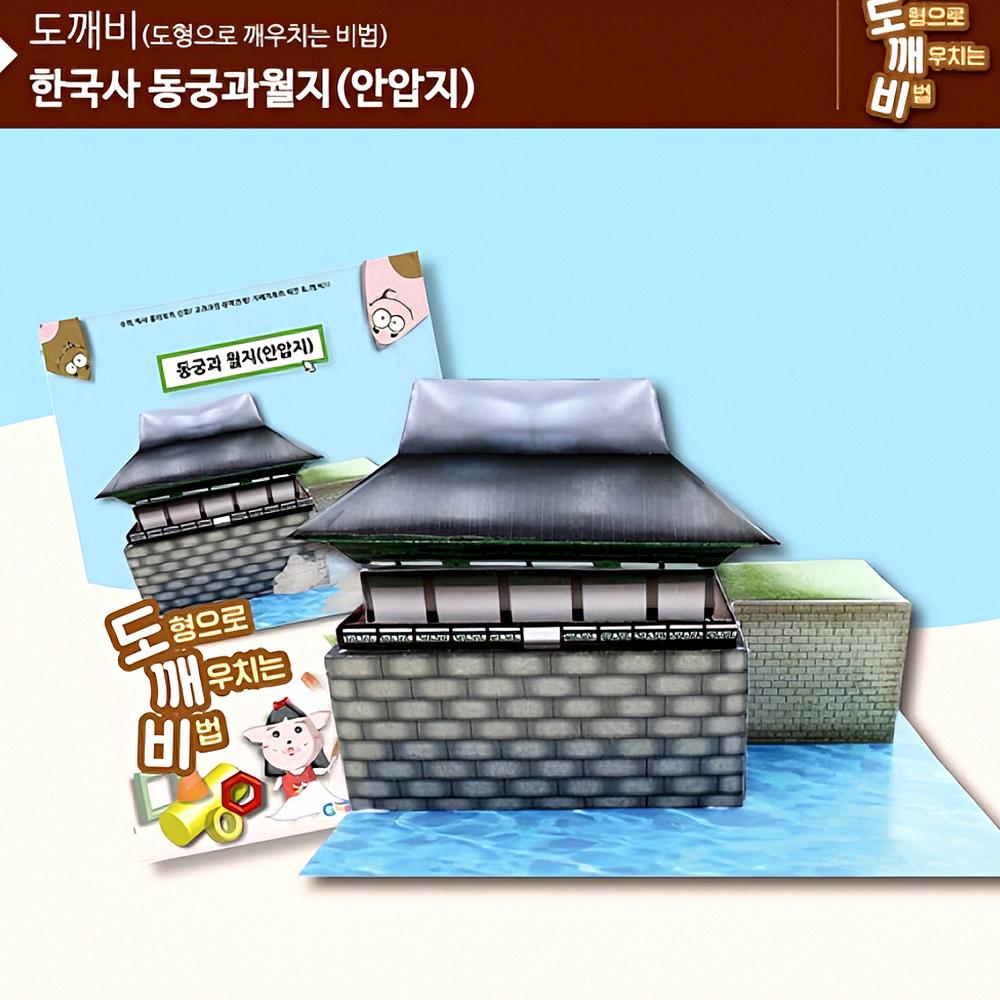 도깨비(도형으로 깨우치는 비법)
한국사 동궁과월지(안압지)
도형으로
깨우치는
비법
동궁과 월지(안압지)
도형으로
깨우치는
비법